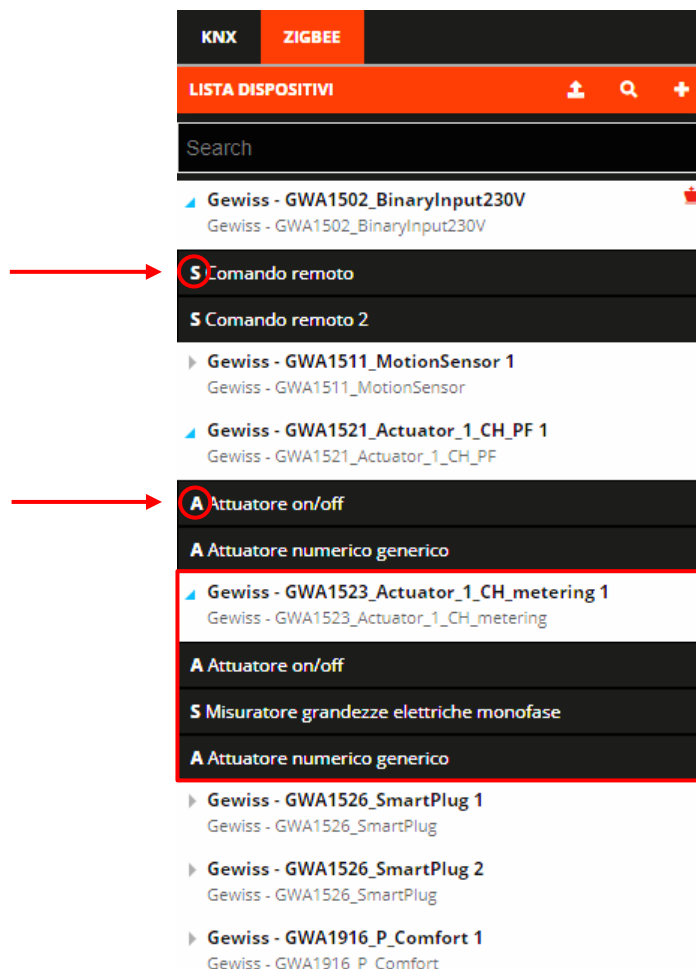 KNX ZIGBEE
LISTA DISPOSITIVI
Search
Gewiss - GWA1502_BinaryInput230V
Gewiss - GWA1502_BinaryInput230V
S Comando remoto
S Comando remoto 2
Gewiss - GWA1511_MotionSensor 1
Gewiss - GWA1511_MotionSensor
Gewiss - GWA1521_Actuator_1_CH_PF 1
Gewiss - GWA1521_Actuator_1_CH_PF
A Attuatore on/off
A Attuatore numerico generico
Gewiss - GWA1523_Actuator_1_CH_metering 1
Gewiss - GWA1523_Actuator_1_CH_metering
A Attuatore on/off
S Misuratore grandezze elettriche monofase
A Attuatore numerico generico
Gewiss - GWA1526_SmartPlug 1
Gewiss - GWA1526_SmartPlug
Gewiss - GWA1526_SmartPlug 2
Gewiss - GWA1526_SmartPlug
Gewiss - GWA1916_P_Comfort 1
Gewiss - GWA1916_P_Comfort